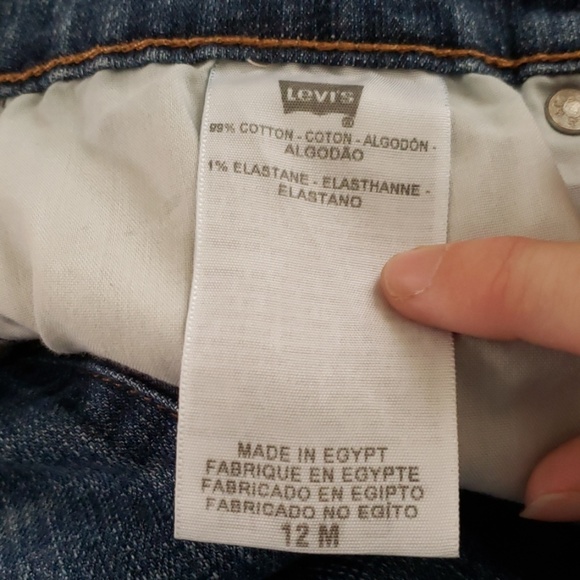 Levi's
®
99% COTTON - COTON - ALGODÓN -
ALGODÃO
1% ELASTANE - ELASTHANNE -
ELASTANO
MADE IN EGYPT
FABRIQUE EN EGYPTE
FABRICADO EN EGIPTO
FABRICADO NO EGÍTO
12 M